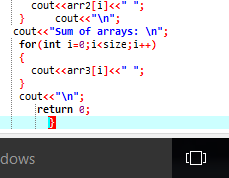 cout<<arr2[i]<<" ";
} cout<<"\n";
cout<<"Sum of arrays: \n";
for(int i=0;i<size;i++)
{
cout<<arr3[i]<<" ";
}
cout<<"\n";
return 0;
}
dows